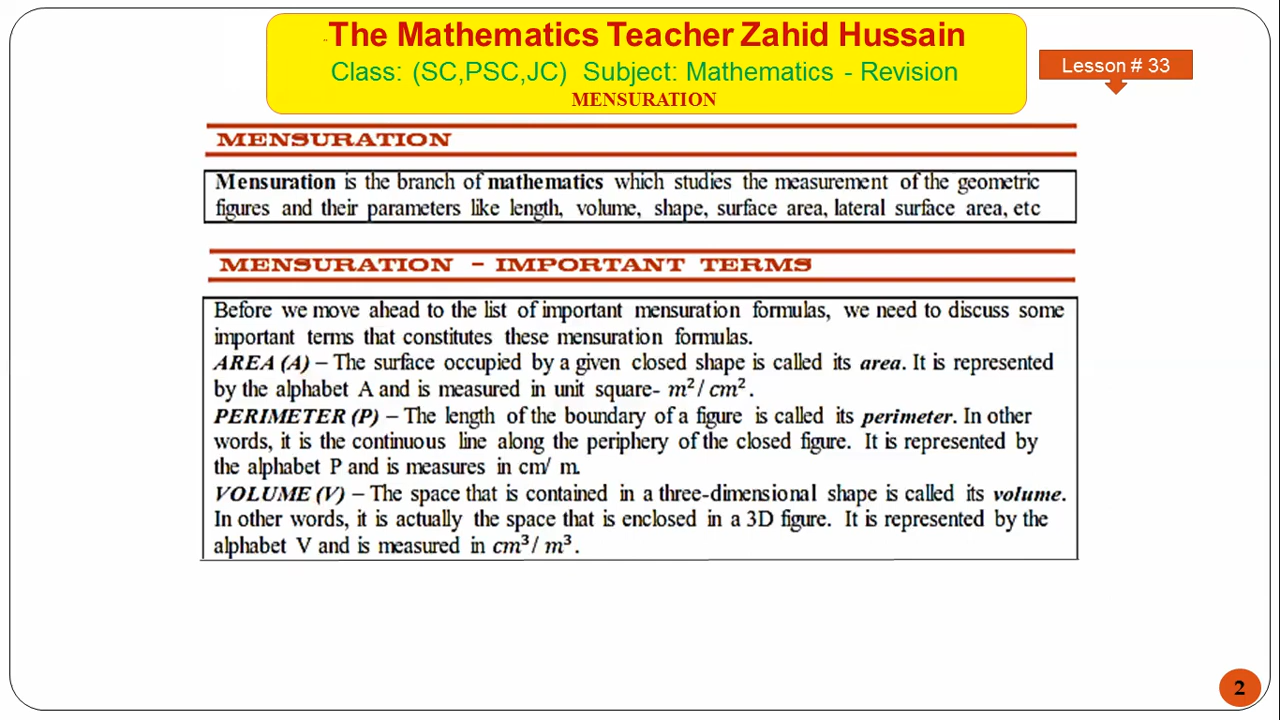 The Mathematics Teacher Zahid Hussain
Class: (SC,PSC,JC) Subject: Mathematics - Revision
MENSURATION
Lesson # 33
MENSURATION
Mensuration is the branch of mathematics which studies the measurement of the geometric
figures and their parameters like length, volume, shape, surface area, lateral surface area, etc
MENSURATION - IMPORTANT TERMS
Before we move ahead to the list of important mensuration formulas, we need to discuss some
important terms that constitutes these mensuration formulas.
AREA (A) – The surface occupied by a given closed shape is called its area. It is represented
by the alphabet A and is measured in unit square- m²/ cm².
PERIMETER (P) – The length of the boundary of a figure is called its perimeter. In other
words, it is the continuous line along the periphery of the closed figure. It is represented by
the alphabet P and is measures in cm/ m.
VOLUME (V) – The space that is contained in a three-dimensional shape is called its volume.
In other words, it is actually the space that is enclosed in a 3D figure. It is represented by the
alphabet V and is measured in cm³/ m³.
2